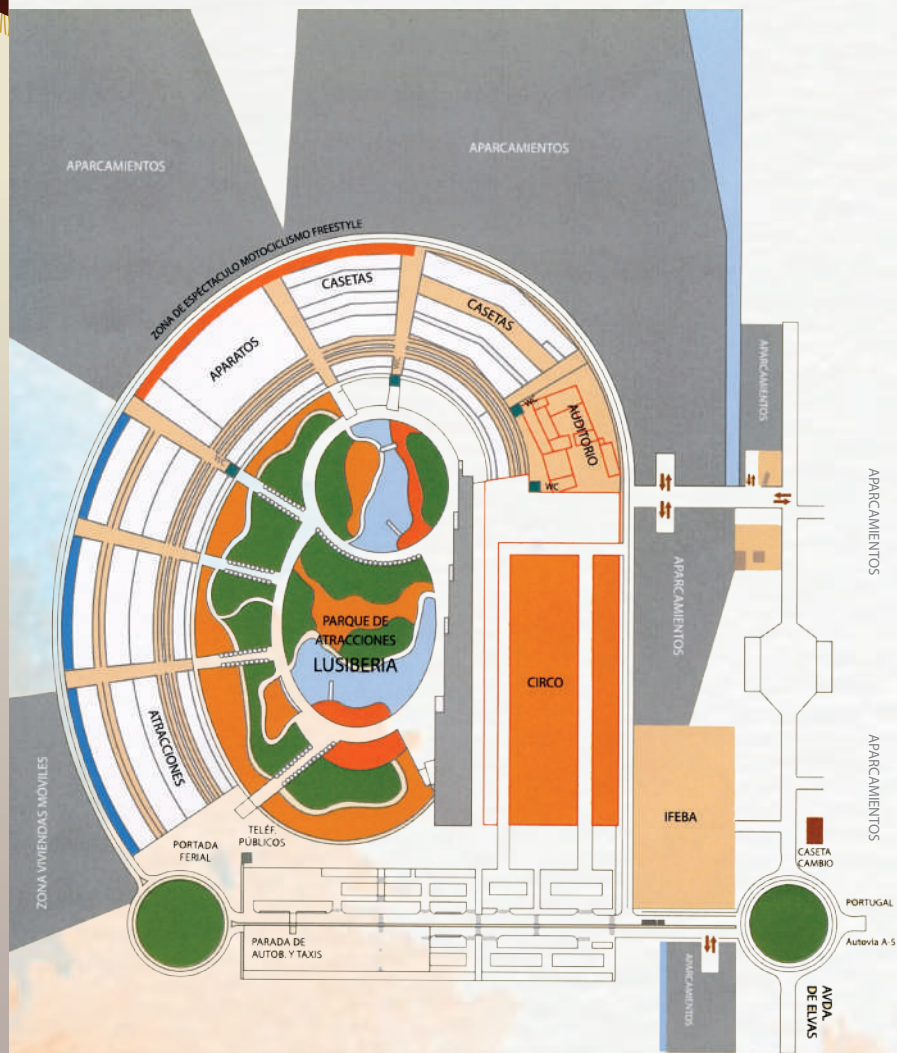 APARCAMIENTOS
APARCAMIENTOS
ZONA DE ESPÉCTACULO MOTOCICLISMO FREESTYLE
CASETAS
CASETAS
APARATOS
APARCAMIENTOS
WC
WC
AUDITORIO
WC
APARCAMIENTOS
APARCAMIENTOS
PARQUE DE
ATRACCIONES
LUSIBERIA
CIRCO
ATRACCIONES
APARCAMIENTOS
ZONA VIVIENDAS MÓVILES
IFEBA
TELÉF.
PÚBLICOS
PORTADA
FERIAL
CASETA
CAMBIO
PORTUGAL
Autovía A-5
PARADA DE
AUTOB. Y TAXIS
APARCAMIENTOS
AVDA.
DE ELVAS